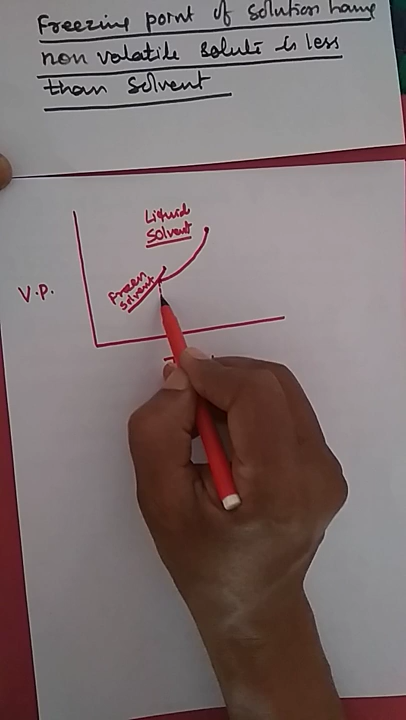 Freezing point of solution having
non volatile solute is less
than solvent
Liquid
Solvent
Frozen
solvent
V.P.